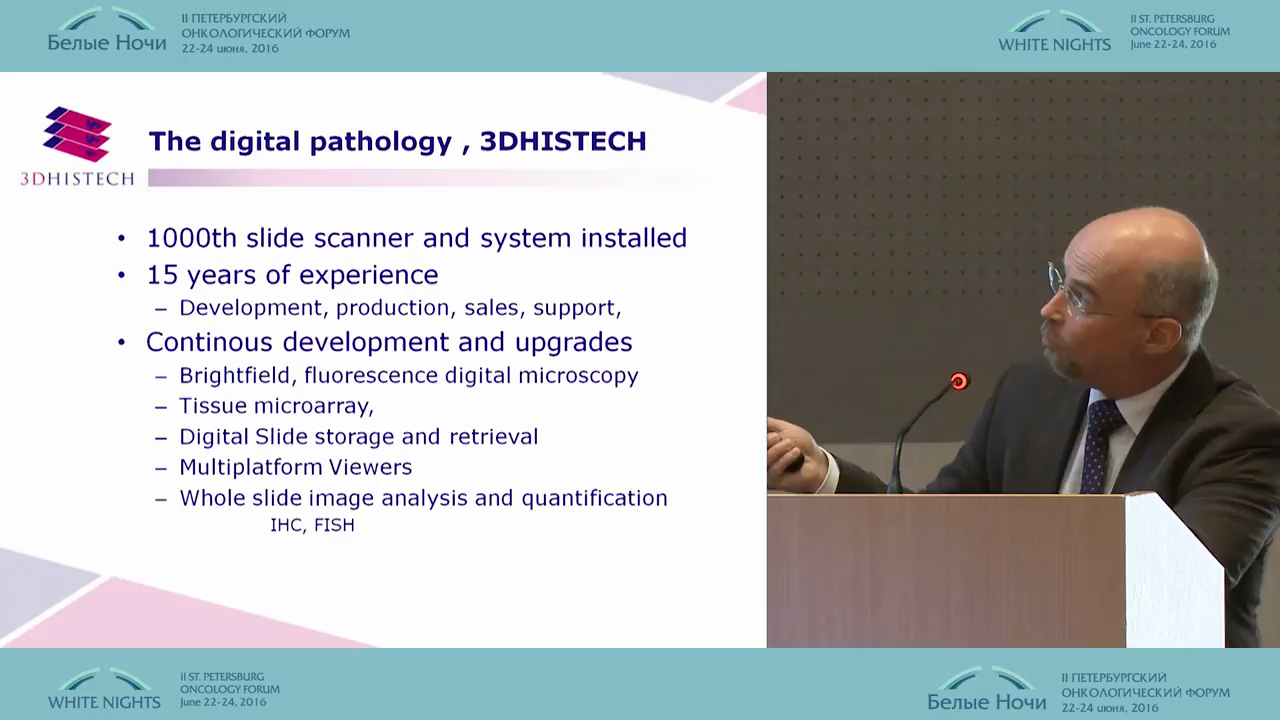 Белые Ночи
II ПЕТЕРБУРГСКИЙ
ОНКОЛОГИЧЕСКИЙ ФОРУМ
22-24 июня, 2016
WHITE NIGHTS
II ST. PETERSBURG
ONCOLOGY FORUM
June 22-24, 2016
3DHISTECH
The digital pathology , 3DHISTECH
• 1000th slide scanner and system installed
• 15 years of experience
– Development, production, sales, support,
• Continous development and upgrades
– Brightfield, fluorescence digital microscopy
– Tissue microarray,
– Digital Slide storage and retrieval
– Multiplatform Viewers
– Whole slide image analysis and quantification
IHC, FISH
WHITE NIGHTS
II ST. PETERSBURG
ONCOLOGY FORUM
June 22-24, 2016
Белые Ночи
II ПЕТЕРБУРГСКИЙ
ОНКОЛОГИЧЕСКИЙ ФОРУМ
22-24 июня, 2016